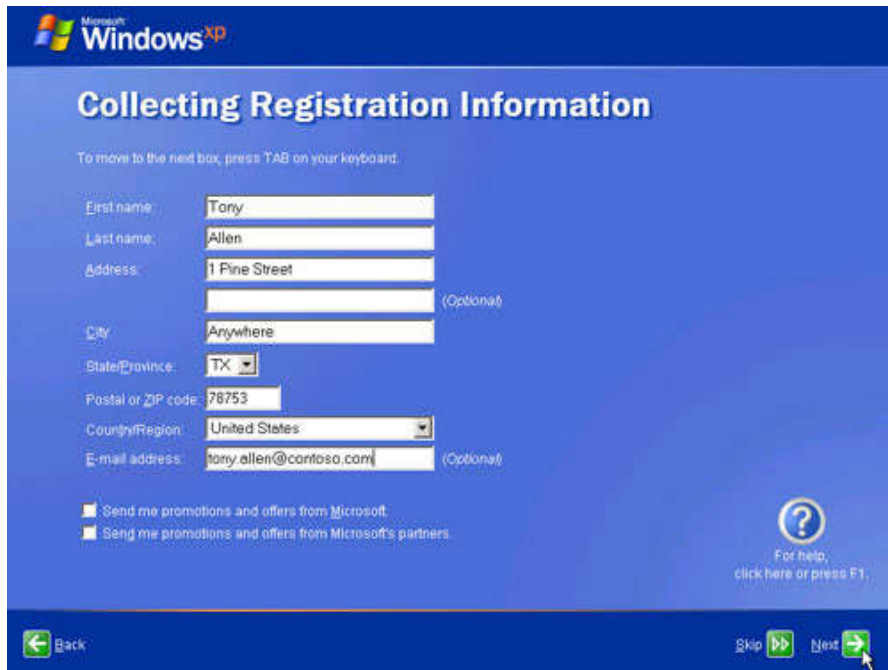 Microsoft
Windows xp
Collecting Registration Information
To move to the next box, press TAB on your keyboard.
First name: Tony
Last name: Allen
Address: 1 Pine Street
(Optional)
City Anywhere
State/Province: TX
Postal or ZIP code: 78753
Country/Region: United States
E-mail address: tony.allen@contoso.com (Optional)
Send me promotions and offers from Microsoft.
Send me promotions and offers from Microsoft's partners.
?
For help,
click here or press F1.
Back Skip Next